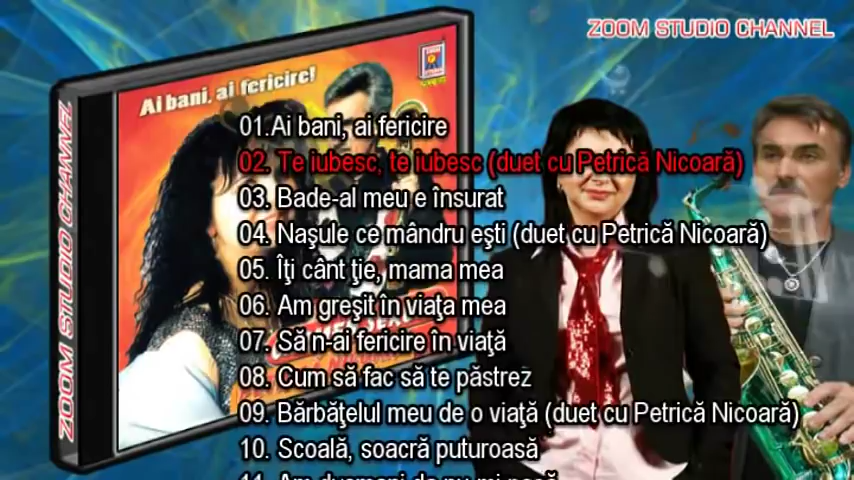 ZOOM STUDIO CHANNEL
Ai bani, ai fericire!
ZOOM STUDIO CHANNEL
01.Ai bani, ai fericire
02. Te iubesc, te iubesc (duet cu Petrică Nicoară)
03. Bade-al meu e însurat
04. Naşule ce mândru eşti (duet cu Petrică Nicoară)
05. Îţi cânt ţie, mama mea
06. Am greşit în viaţa mea
07. Să n-ai fericire în viaţă
08. Cum să fac să te păstrez
09. Bărbăţelul meu de o viaţă (duet cu Petrică Nicoară)
10. Scoală, soacră puturoasă